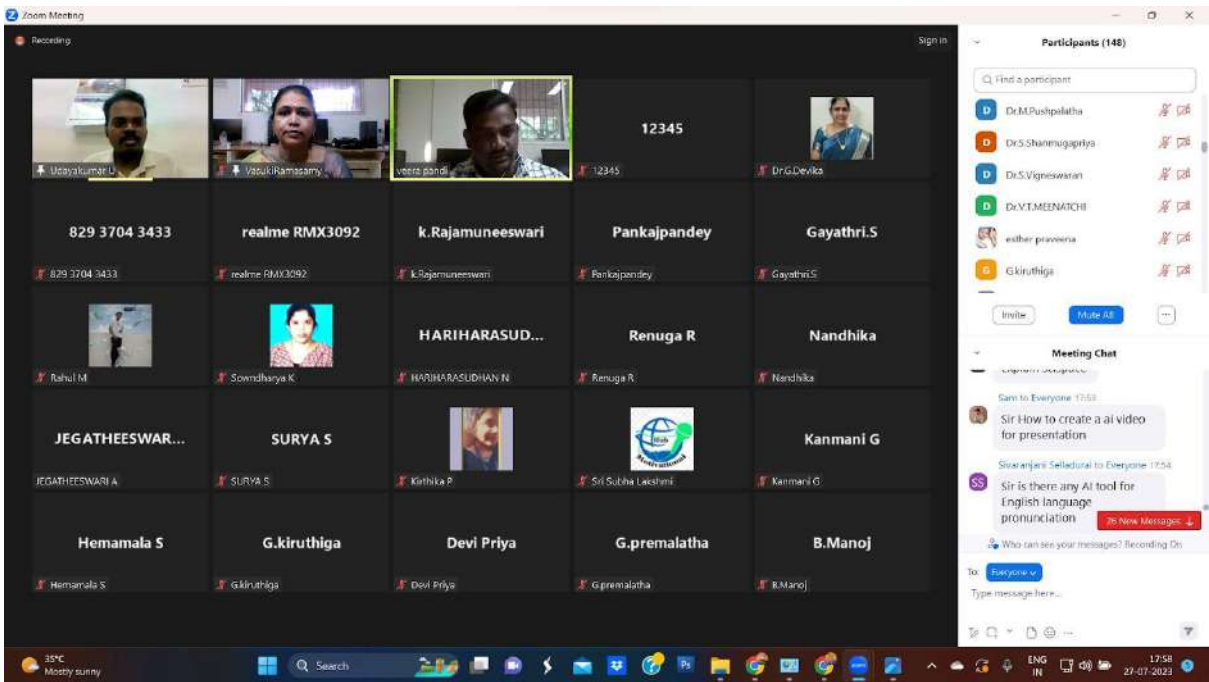 Zoom Meeting
Recording
Sign in
Udayakumar U
VasukiRamasamy
veera pandi
12345
12345
Dr.G.Devika
829 3704 3433
realme RMX3092
k.Rajamuneeswari
Pankajpandey
Gayathri.S
829 3704 3433
realme RMX3092
k.Rajamuneeswari
Pankajpandey
Gayathri.S
HARIHARASUD...
Renuga R
Nandhika
Rahul M
Sowndharya K
HARIHARASUDHAN N
Renuga R
Nandhika
JEGATHEESWAR...
SURYA S
Kanmani G
JEGATHEESWARI A
SURYA S
Kirthika P
Sri Subha Lakshmi
Kanmani G
Hemamala S
G.kiruthiga
Devi Priya
G.premalatha
B.Manoj
Hemamala S
G.kiruthiga
Devi Priya
G.premalatha
B.Manoj
Participants (148)
Find a participant
D Dr.M.Pushpalatha
D Dr.S.Shanmugapriya
D Dr.S.Vigneswaran
D Dr.V.T.MEENATCHI
esther praveena
G G.kiruthiga
Invite
Mute All
Meeting Chat
Sam to Everyone 17:53
Sir How to create a ai video
for presentation
Sivaranjani Selladurai to Everyone 17:54
SS
Sir is there any AI tool for
English language
pronunciation
26 New Messages
Who can see your messages? Recording On
To: Everyone
Type message here...
35°C
Mostly sunny
Search
Ps
ENG
IN
17:58
27-07-2023